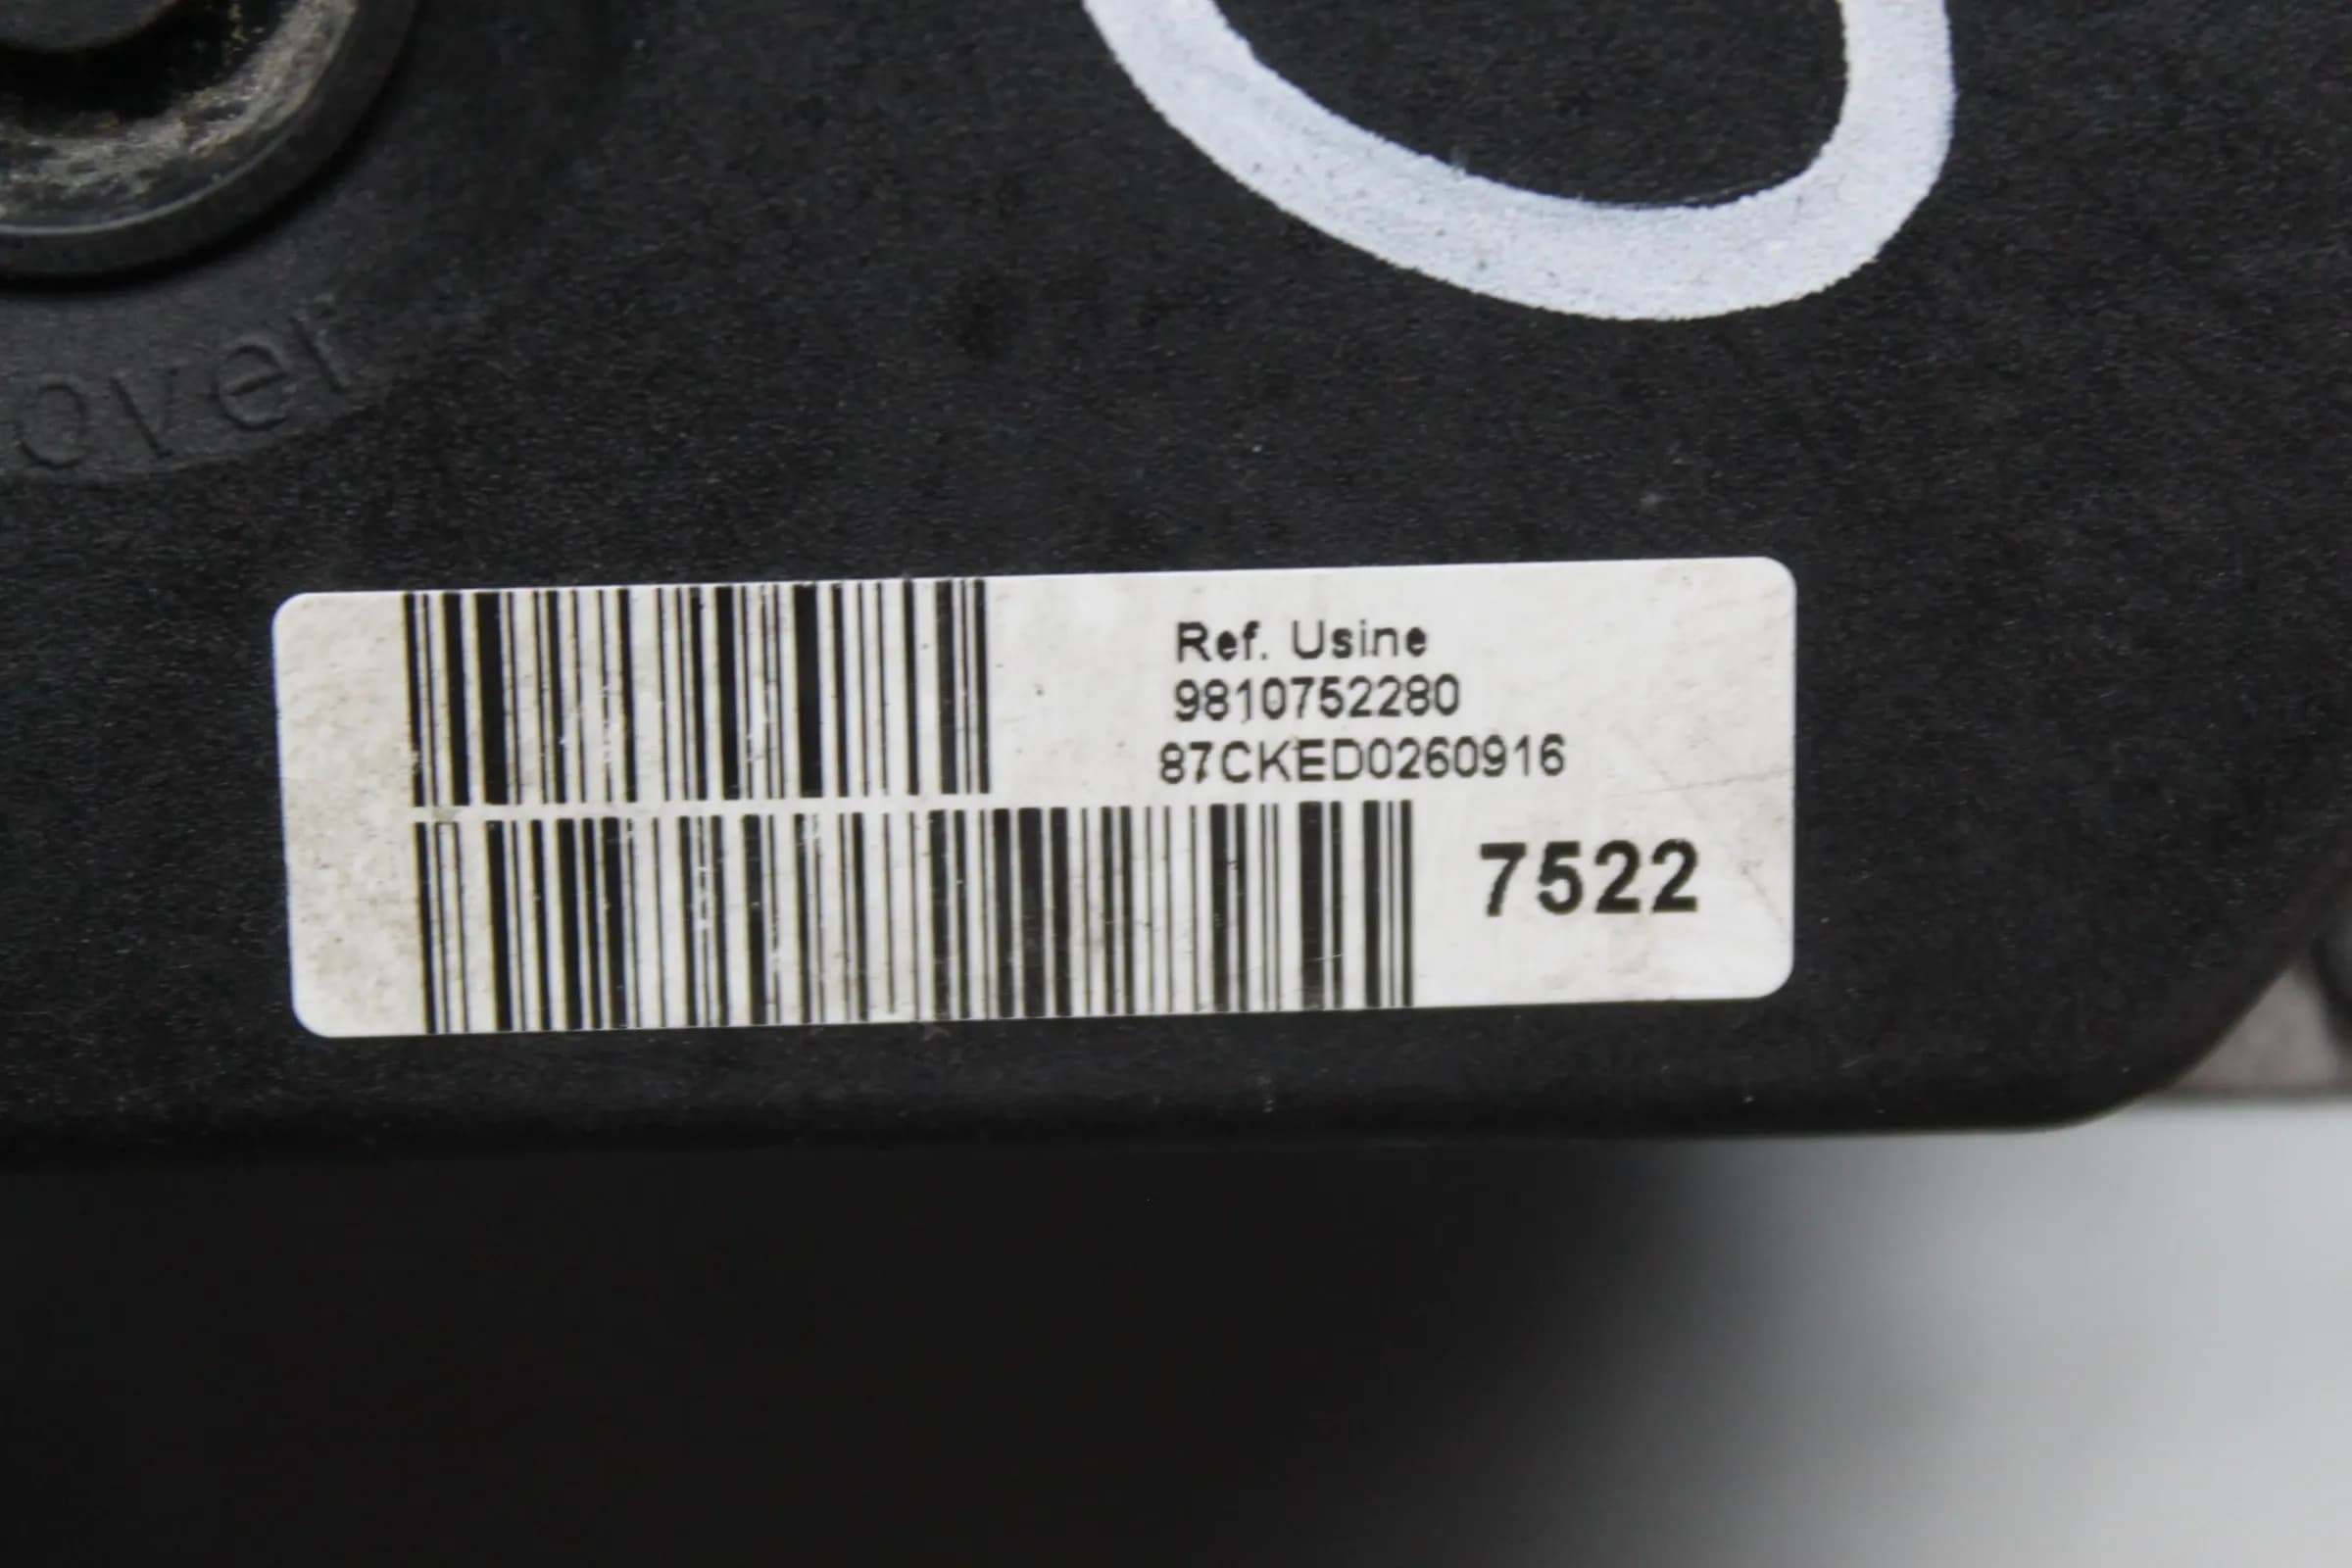 over
Ref. Usine
9810752280
87CKED0260916
7522